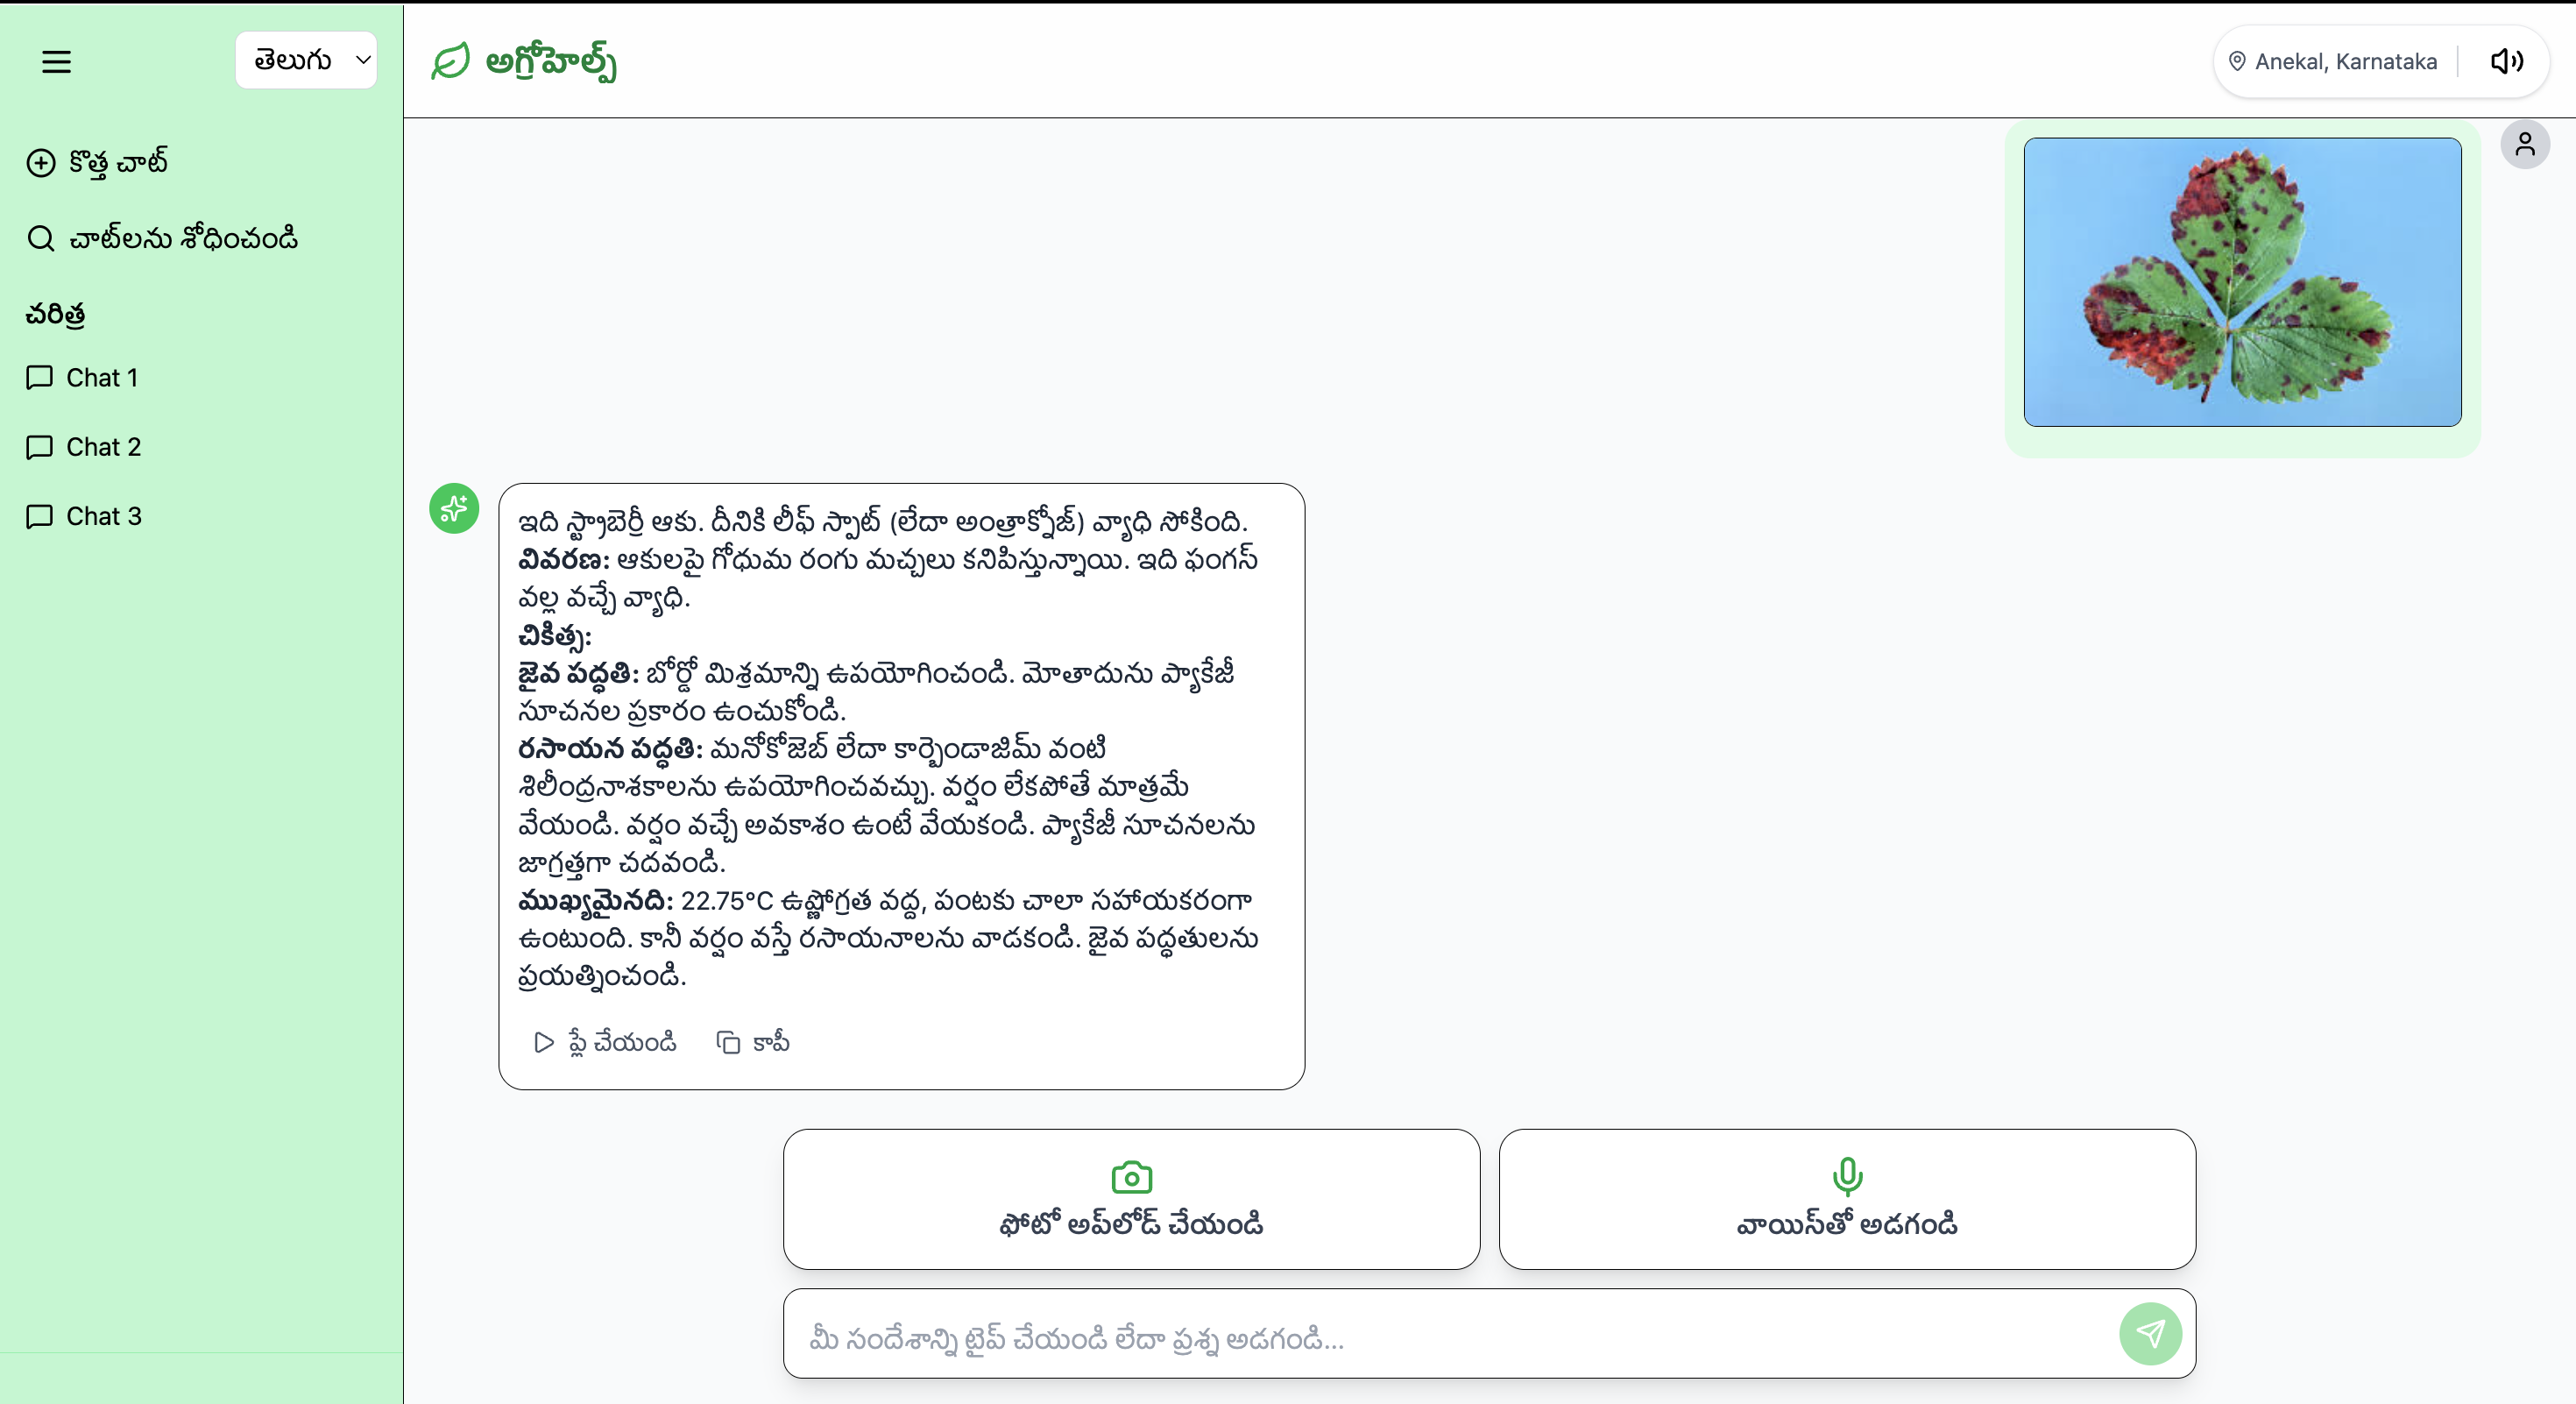 తెలుగు
కొత్త చాట్
చాట్‌లను శోధించండి
చరిత్ర
Chat 1
Chat 2
Chat 3
అగ్రోహెల్ప్
Anekal, Karnataka
ఇది స్ట్రాబెర్రీ ఆకు. దీనికి లీఫ్ స్పాట్ (లేదా అంత్రాక్నోజ్) వ్యాధి సోకింది.
వివరణ: ఆకులపై గోధుమ రంగు మచ్చలు కనిపిస్తున్నాయి. ఇది ఫంగస్
వల్ల వచ్చే వ్యాధి.
చికిత్స:
జైవ పద్ధతి: బోర్డో మిశ్రమాన్ని ఉపయోగించండి. మోతాదును ప్యాకేజీ
సూచనల ప్రకారం ఉంచుకోండి.
రసాయన పద్ధతి: మనోకోజెబ్ లేదా కార్బెండాజిమ్ వంటి
శిలీంద్రనాశకాలను ఉపయోగించవచ్చు. వర్షం లేకపోతే మాత్రమే
వేయండి. వర్షం వచ్చే అవకాశం ఉంటే వేయకండి. ప్యాకేజీ సూచనలను
జాగ్రత్తగా చదవండి.
ముఖ్యమైనది: 22.75°C ఉష్ణోగ్రత వద్ద, పంటకు చాలా సహాయకరంగా
ఉంటుంది. కానీ వర్షం వస్తే రసాయనాలను వాడకండి. జైవ పద్ధతులను
ప్రయత్నించండి.
ప్లే చేయండి
కాపీ
ఫోటో అప్‌లోడ్ చేయండి
వాయిస్‌తో అడగండి
మీ సందేశాన్ని టైప్ చేయండి లేదా ప్రశ్న అడగండి...